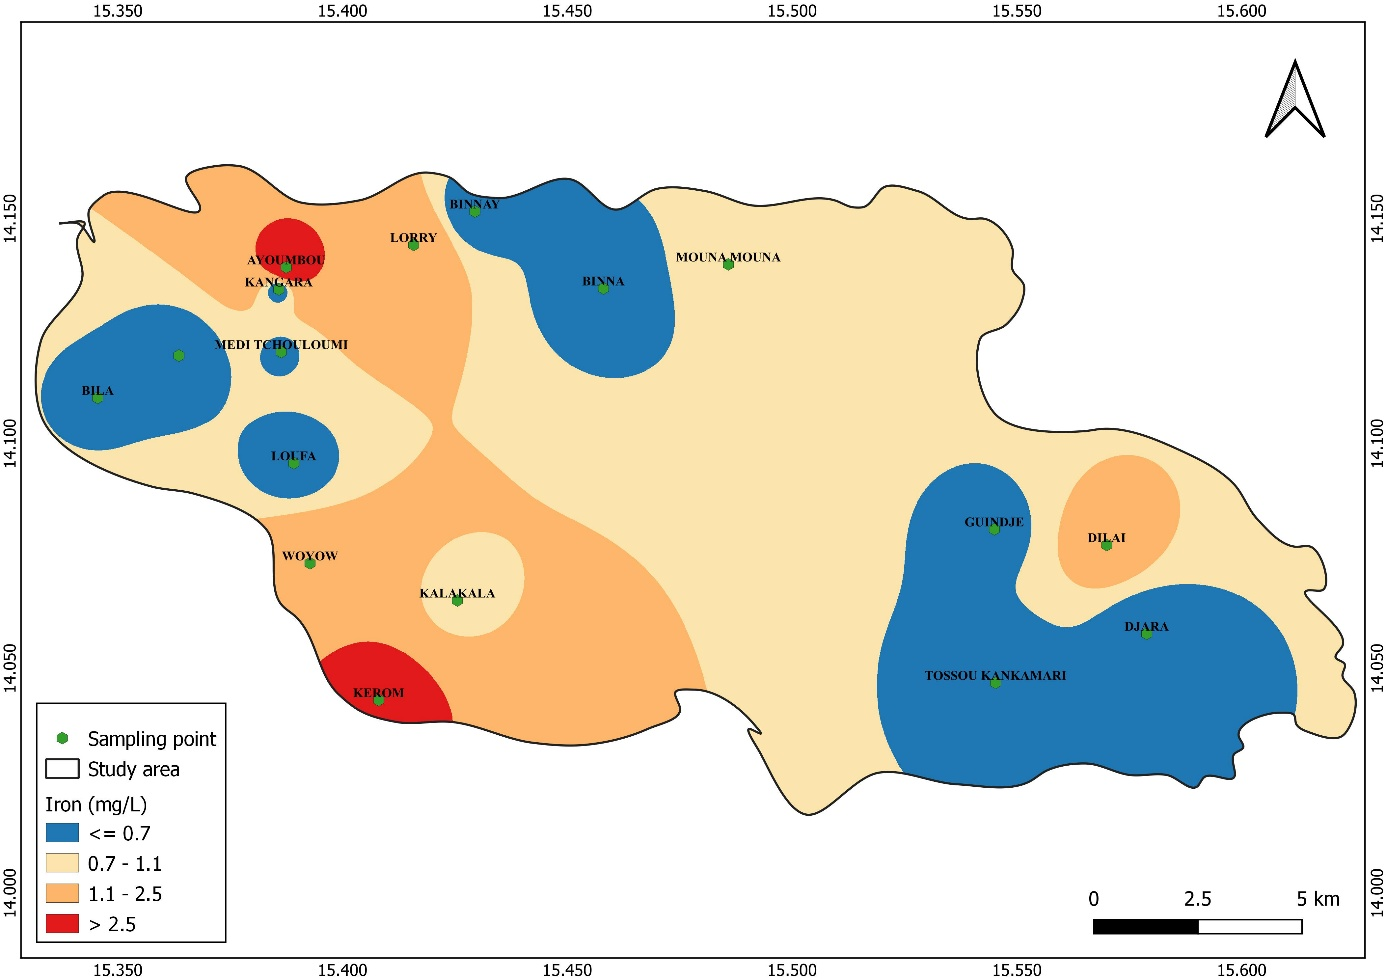 15.350 15.400 15.450 15.500 15.550 15.600
14.150 14.150
BINNAY
LORRY
MOUNA MOUNA
AYOUMBOU
KANGARA
BINNA
MEDI TCHOULOUMI
BILA
14.100 14.100
LOUFA
GUINDJE
DILAI
WOYOW
KALAKALA
DJARA
14.050 14.050
TOSSOU KANKAMARI
KEROM
Sampling point
Study area
Iron (mg/L)
<= 0.7
0.7 - 1.1
1.1 - 2.5
> 2.5
14.000 14.000
0 2.5 5 km
15.350 15.400 15.450 15.500 15.550 15.600